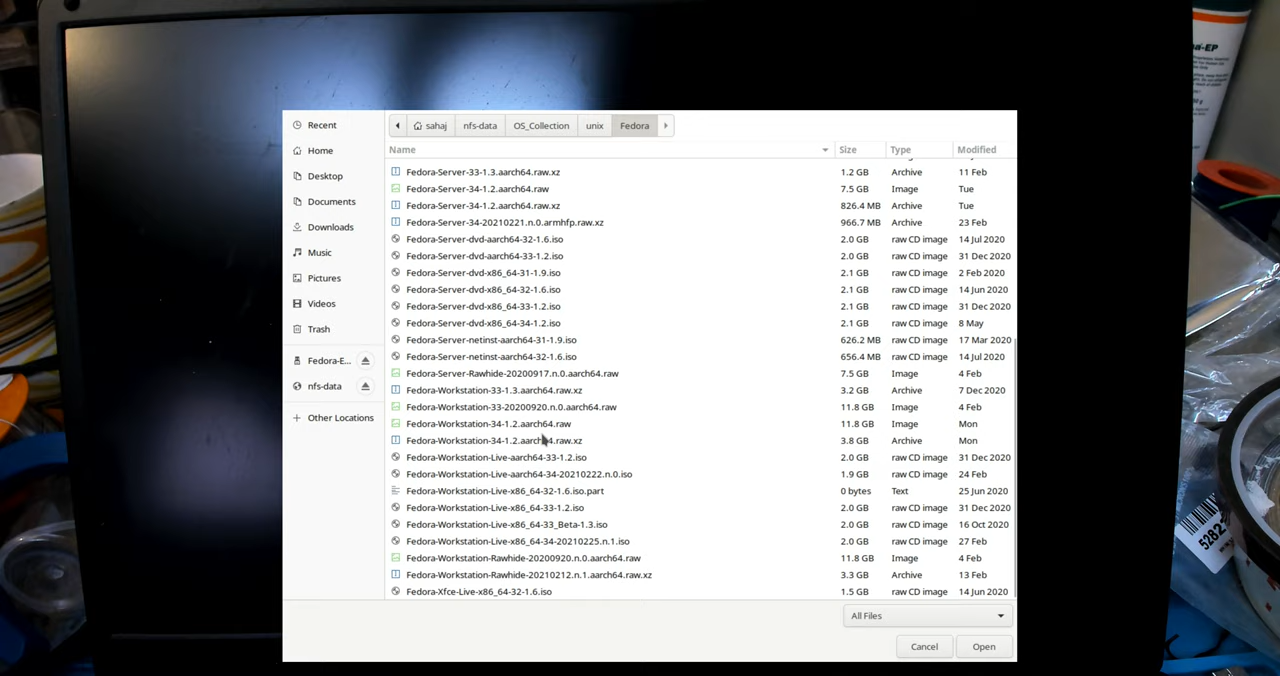 Recent
Home
Desktop
Documents
Downloads
Music
Pictures
Videos
Trash
Fedora-E...
nfs-data
Other Locations
sahaj nfs-data OS_Collection unix Fedora
Name Size Type Modified
Fedora-Server-33-1.3.aarch64.raw.xz 1.2 GB Archive 11 Feb
Fedora-Server-34-1.2.aarch64.raw 7.5 GB Image Tue
Fedora-Server-34-1.2.aarch64.raw.xz 826.4 MB Archive Tue
Fedora-Server-34-20210221.n.0.armhfp.raw.xz 966.7 MB Archive 23 Feb
Fedora-Server-dvd-aarch64-32-1.6.iso 2.0 GB raw CD image 14 Jul 2020
Fedora-Server-dvd-aarch64-33-1.2.iso 2.0 GB raw CD image 31 Dec 2020
Fedora-Server-dvd-x86_64-31-1.9.iso 2.1 GB raw CD image 2 Feb 2020
Fedora-Server-dvd-x86_64-32-1.6.iso 2.1 GB raw CD image 14 Jun 2020
Fedora-Server-dvd-x86_64-33-1.2.iso 2.1 GB raw CD image 31 Dec 2020
Fedora-Server-dvd-x86_64-34-1.2.iso 2.1 GB raw CD image 8 May
Fedora-Server-netinst-aarch64-31-1.9.iso 626.2 MB raw CD image 17 Mar 2020
Fedora-Server-netinst-aarch64-32-1.6.iso 656.4 MB raw CD image 14 Jul 2020
Fedora-Server-Rawhide-20200917.n.0.aarch64.raw 7.5 GB Image 4 Feb
Fedora-Workstation-33-1.3.aarch64.raw.xz 3.2 GB Archive 7 Dec 2020
Fedora-Workstation-33-20200920.n.0.aarch64.raw 11.8 GB Image 4 Feb
Fedora-Workstation-34-1.2.aarch64.raw 11.8 GB Image Mon
Fedora-Workstation-34-1.2.aarch64.raw.xz 3.8 GB Archive Mon
Fedora-Workstation-Live-aarch64-33-1.2.iso 2.0 GB raw CD image 31 Dec 2020
Fedora-Workstation-Live-aarch64-34-20210222.n.0.iso 1.9 GB raw CD image 24 Feb
Fedora-Workstation-Live-x86_64-32-1.6.iso.part 0 bytes Text 25 Jun 2020
Fedora-Workstation-Live-x86_64-33-1.2.iso 2.0 GB raw CD image 31 Dec 2020
Fedora-Workstation-Live-x86_64-33_Beta-1.3.iso 2.0 GB raw CD image 16 Oct 2020
Fedora-Workstation-Live-x86_64-34-20210225.n.1.iso 2.0 GB raw CD image 27 Feb
Fedora-Workstation-Rawhide-20200920.n.0.aarch64.raw 11.8 GB Image 4 Feb
Fedora-Workstation-Rawhide-20210212.n.1.aarch64.raw.xz 3.3 GB Archive 13 Feb
Fedora-Xfce-Live-x86_64-32-1.6.iso 1.5 GB raw CD image 14 Jun 2020
All Files
Cancel Open
a-EP
5282